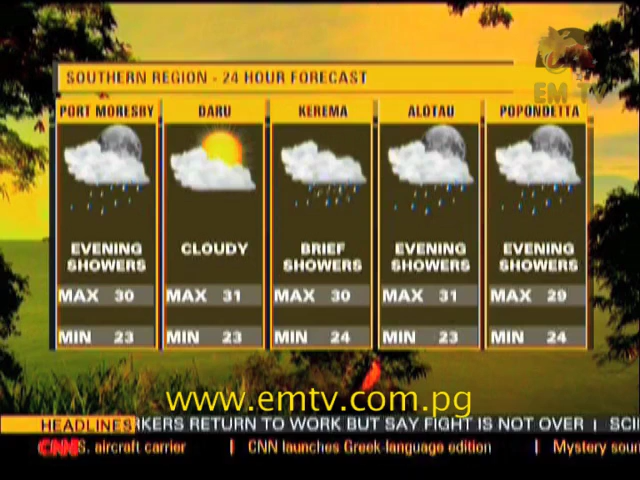 EM TV
SOUTHERN REGION - 24 HOUR FORECAST
PORT MORESBY DARU KEREMA ALOTAU POPONDETTA
EVENING SHOWERS
MAX 30
MIN 23
CLOUDY
MAX 31
MIN 23
BRIEF SHOWERS
MAX 30
MIN 24
EVENING SHOWERS
MAX 31
MIN 23
EVENING SHOWERS
MAX 29
MIN 24
www.emtv.com.pg
HEADLINES RETURN TO WORK BUT SAY FIGHT IS NOT OVER |
CNN S. aircraft carrier | CNN launches Greek-language edition | Mystery